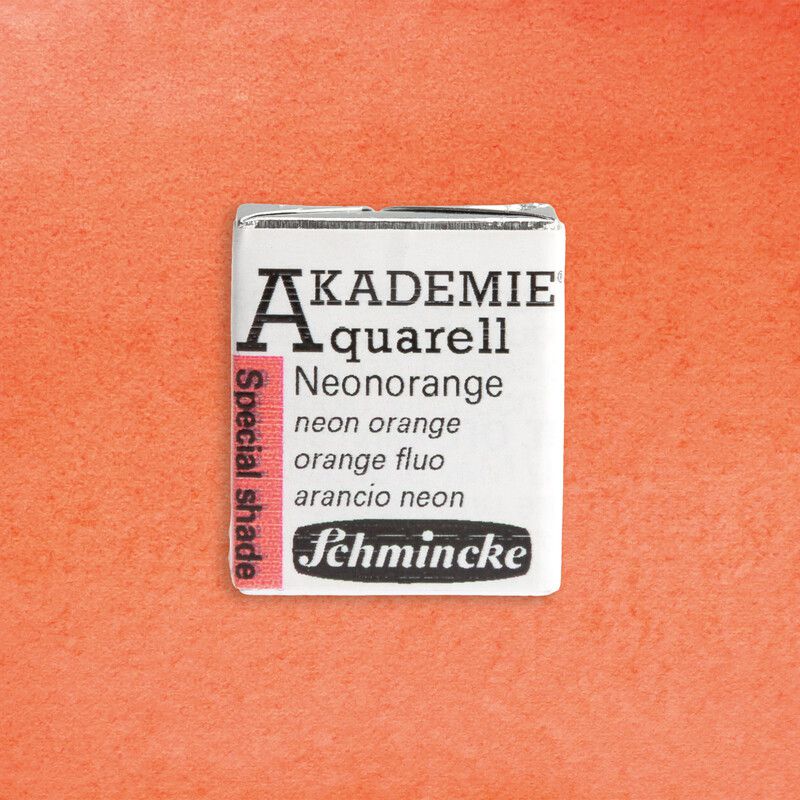 AKADEMIE®
Aquarell
Neonorange
neon orange
orange fluo
arancio neon
Schmincke
Special shade